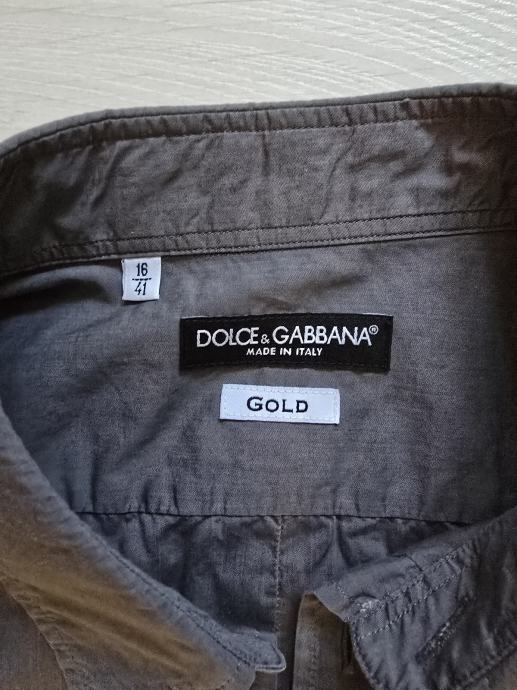 16
41
DOLCE & GABBANA®
MADE IN ITALY
GOLD